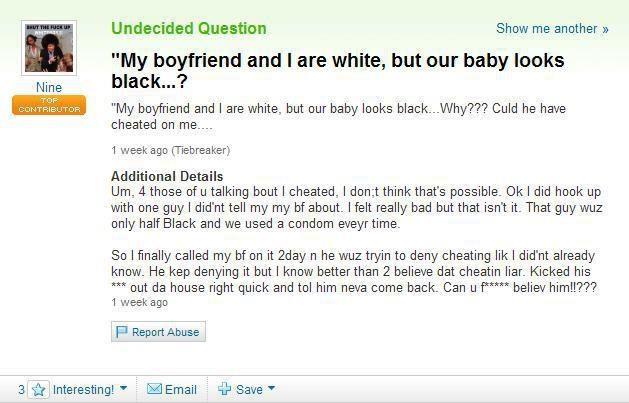 SHUT THE FUCK UP
Undecided Question
Show me another »
"My boyfriend and I are white, but our baby looks
black...?
Nine
TOP
CONTRIBUTOR
"My boyfriend and I are white, but our baby looks black...Why??? Culd he have
cheated on me....
1 week ago (Tiebreaker)
Additional Details
Um, 4 those of u talking bout I cheated, I don;t think that's possible. Ok I did hook up
with one guy I did'nt tell my my bf about. I felt really bad but that isn't it. That guy wuz
only half Black and we used a condom eveyr time.
So I finally called my bf on it 2day n he wuz tryin to deny cheating lik I did'nt already
know. He kep denying it but I know better than 2 believe dat cheatin liar. Kicked his
*** out da house right quick and tol him neva come back. Can u f***** believ him!!???
1 week ago
Report Abuse
3 Interesting! Email Save